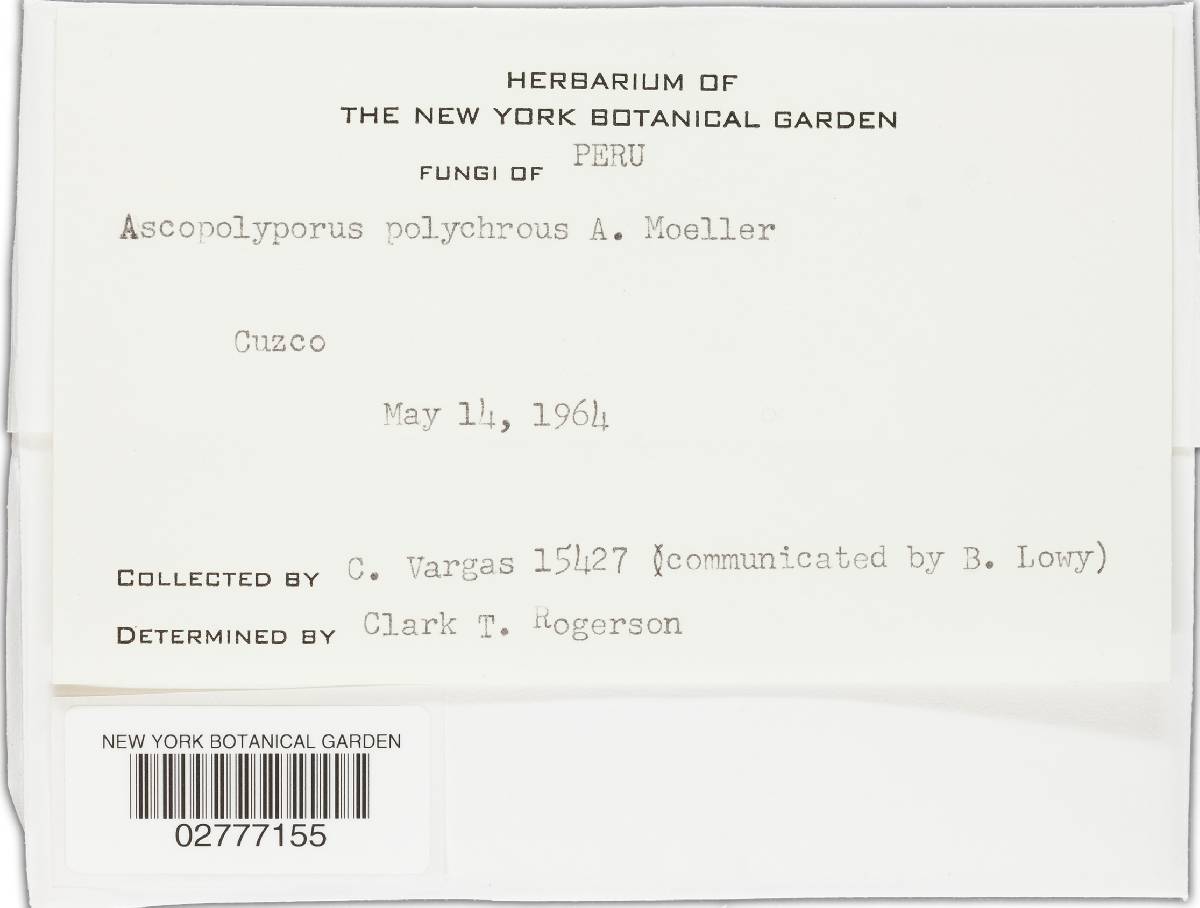 HERBARIUM OF
THE NEW YORK BOTANICAL GARDEN
FUNGI OF PERU
Ascopolyporus polychrous A. Moeller
Cuzco
May 14, 1964
COLLECTED BY C. Vargas 15427 (communicated by B. Lowy)
DETERMINED BY Clark T. Rogerson
NEW YORK BOTANICAL GARDEN
02777155